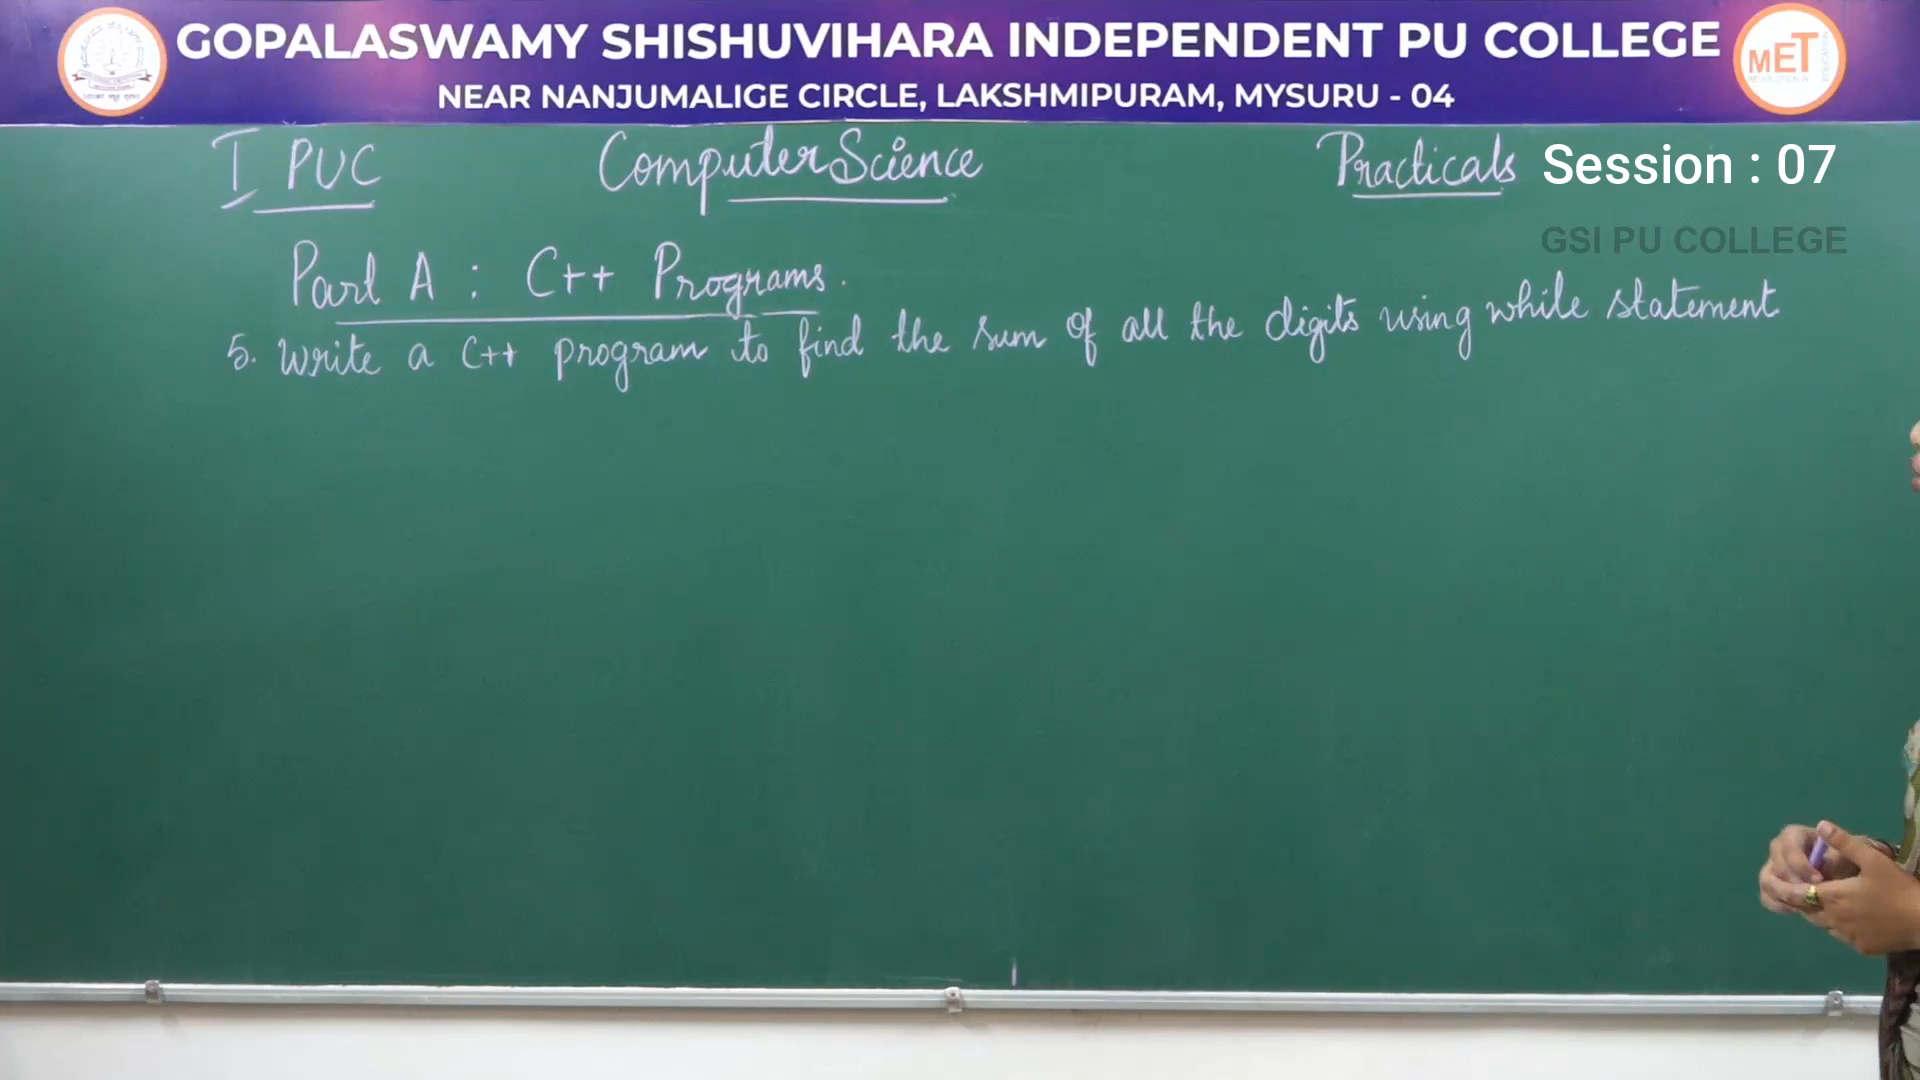 GOPALASWAMY SHISHUVIHARA INDEPENDENT PU COLLEGE
NEAR NANJUMALIGE CIRCLE, LAKSHMIPURAM, MYSURU - 04
MET
I PUC Computer Science Practicals Session : 07
GSI PU COLLEGE
Part A : C++ Programs.
5. Write a C++ program to find the sum of all the digits using while statement